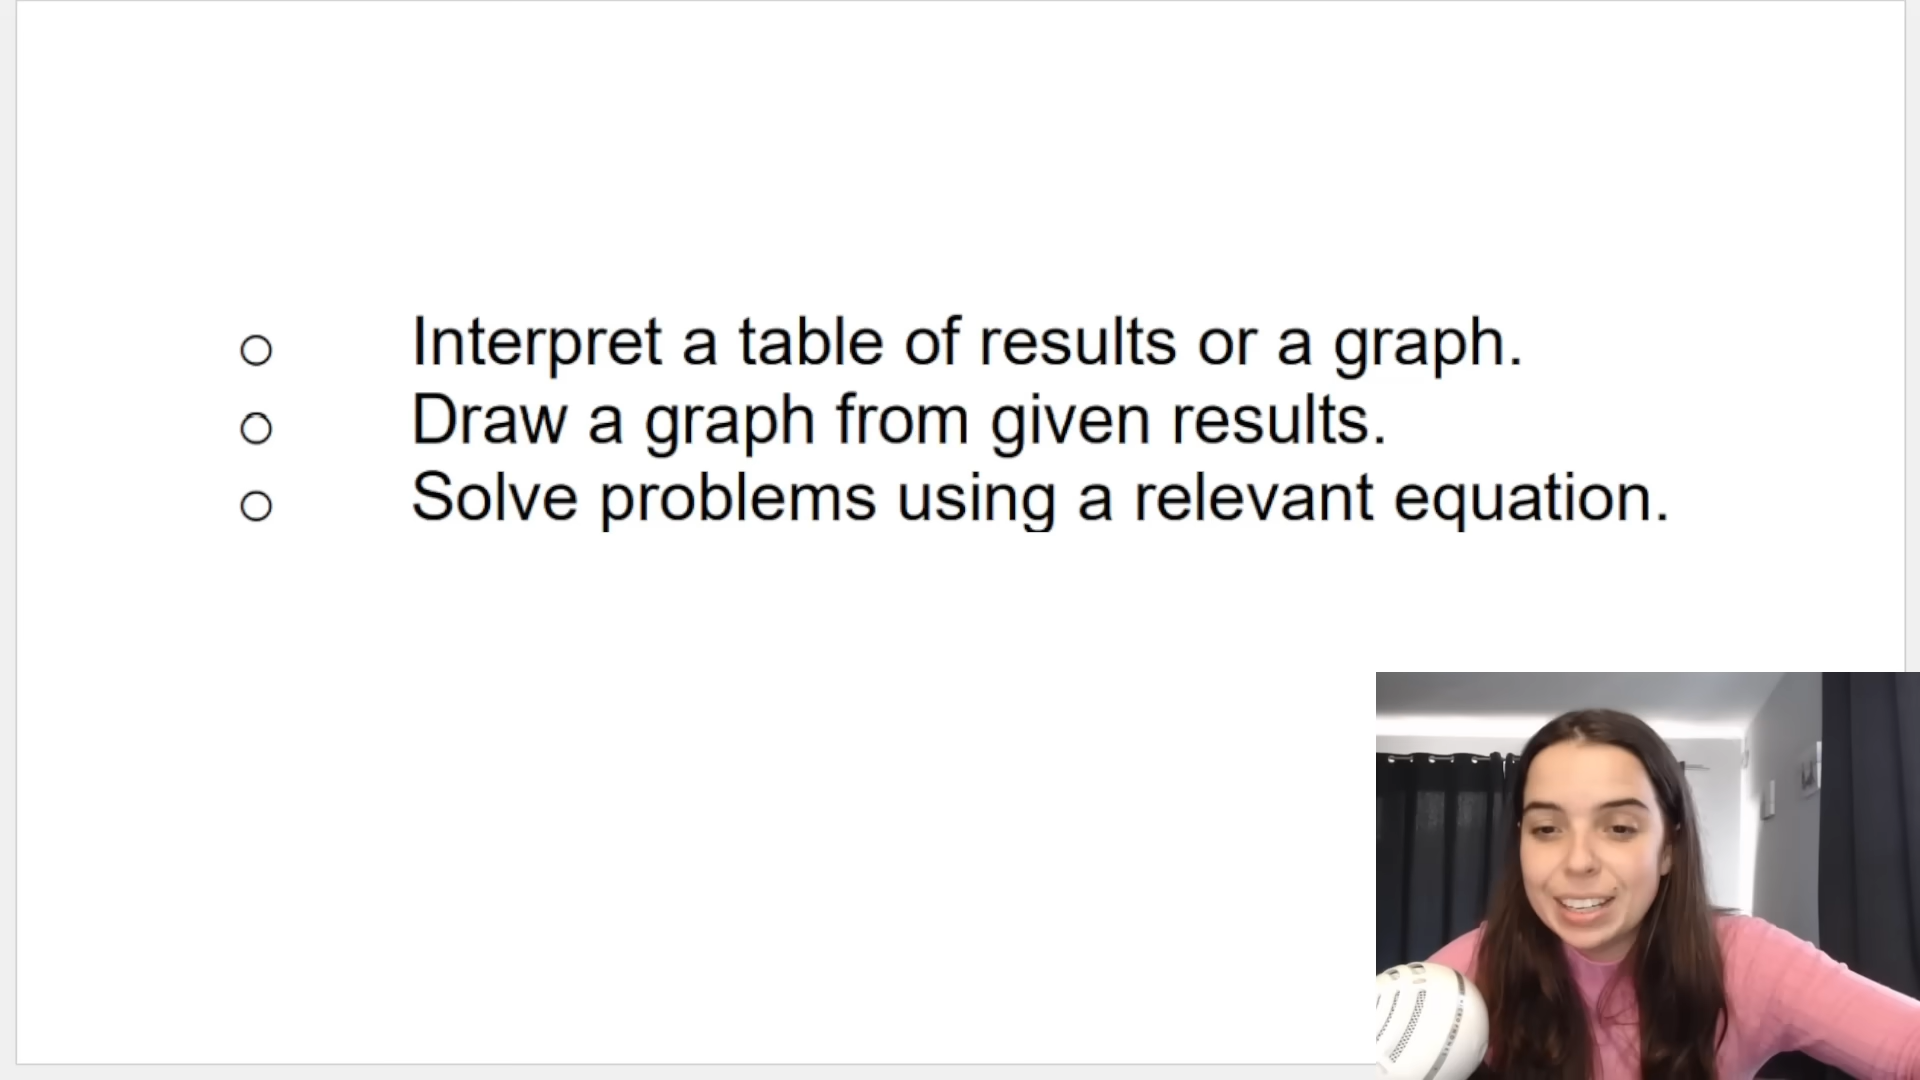 Interpret a table of results or a graph.
Draw a graph from given results.
Solve problems using a relevant equation.